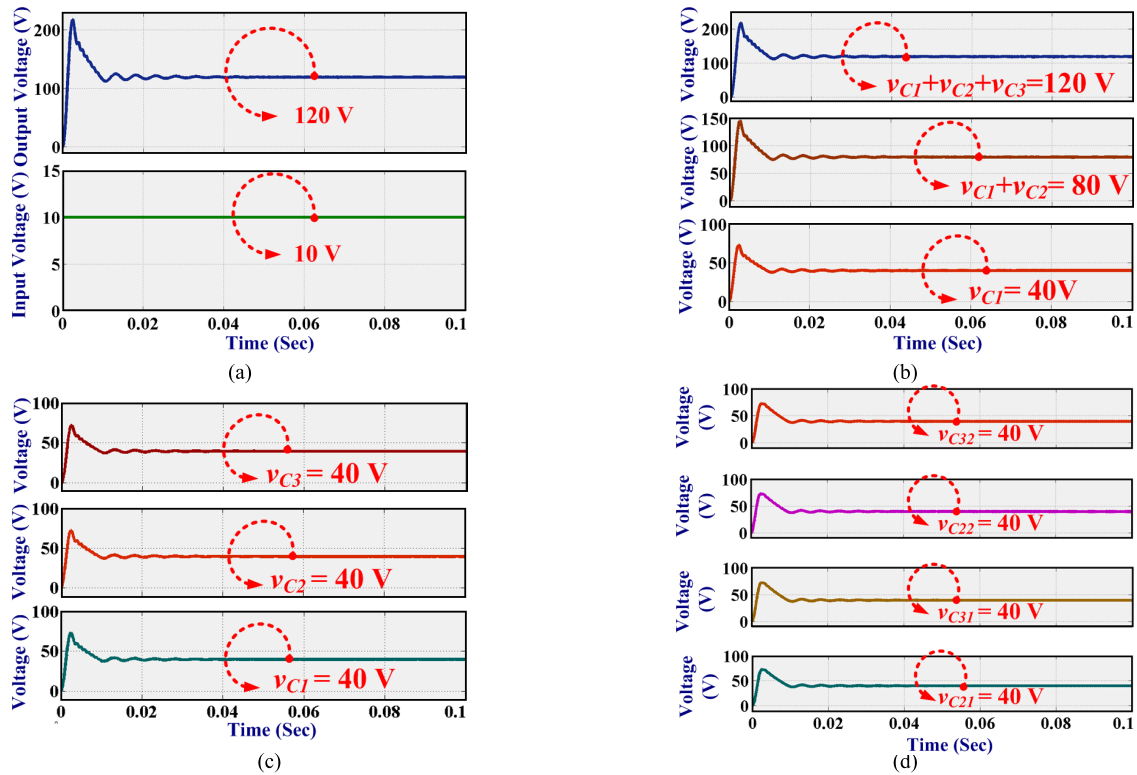 Output Voltage (V)
200
100
0
120 V
Input Voltage (V)
15
10
5
0
10 V
0 0.02 0.04 0.06 0.08 0.1
Time (Sec)
(a)
Voltage (V)
200
100
0
vC1+vC2+vC3=120 V
Voltage (V)
150
100
50
0
vC1+vC2= 80 V
Voltage (V)
100
50
0
vC1= 40V
0 0.02 0.04 0.06 0.08 0.1
Time (Sec)
(b)
Voltage (V)
100
50
0
vC3 = 40 V
Voltage (V)
100
50
0
vC2 = 40 V
Voltage (V)
100
50
0
vC1 = 40 V
0 0.02 0.04 0.06 0.08 0.1
Time (Sec)
(c)
Voltage
(V)
100
50
0
vC32 = 40 V
Voltage
(V)
100
50
0
vC22 = 40 V
Voltage
(V)
100
50
0
vC31 = 40 V
Voltage
(V)
100
50
0
vC21 = 40 V
0 0.02 0.04 0.06 0.08 0.1
Time (Sec)
(d)